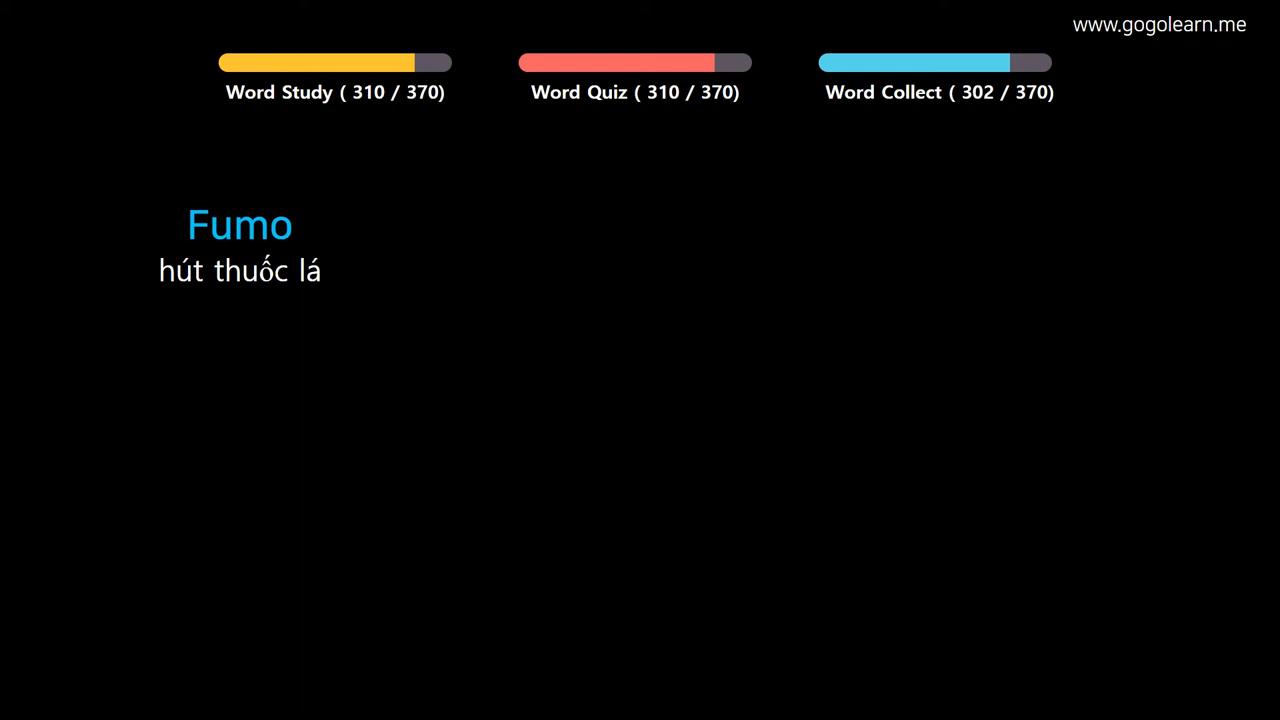 www.gogolearn.me
Word Study ( 310 / 370)
Word Quiz ( 310 / 370)
Word Collect ( 302 / 370)
Fumo
hút thuốc lá